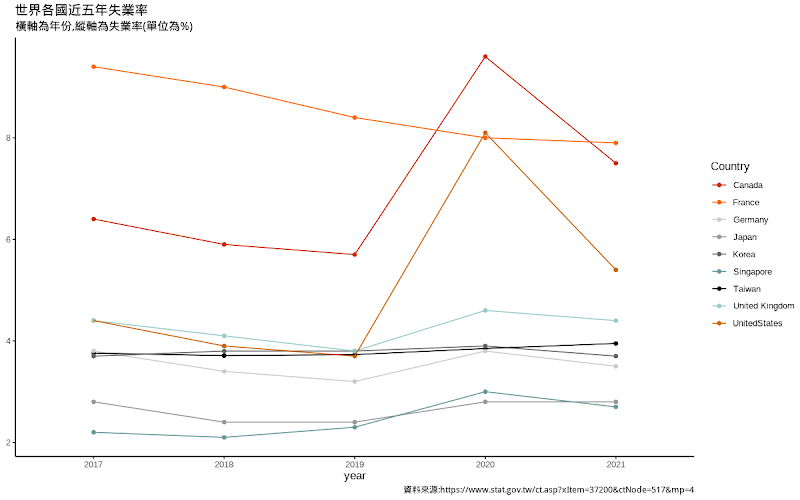 世界各國近五年失業率
橫軸為年份,縱軸為失業率(單位為%)
8
6
4
2
2017 2018 2019 2020 2021
year
Country
Canada
France
Germany
Japan
Korea
Singapore
Taiwan
United Kingdom
UnitedStates
資料來源:https://www.stat.gov.tw/ct.asp?xItem=37200&ctNode=517&mp=4